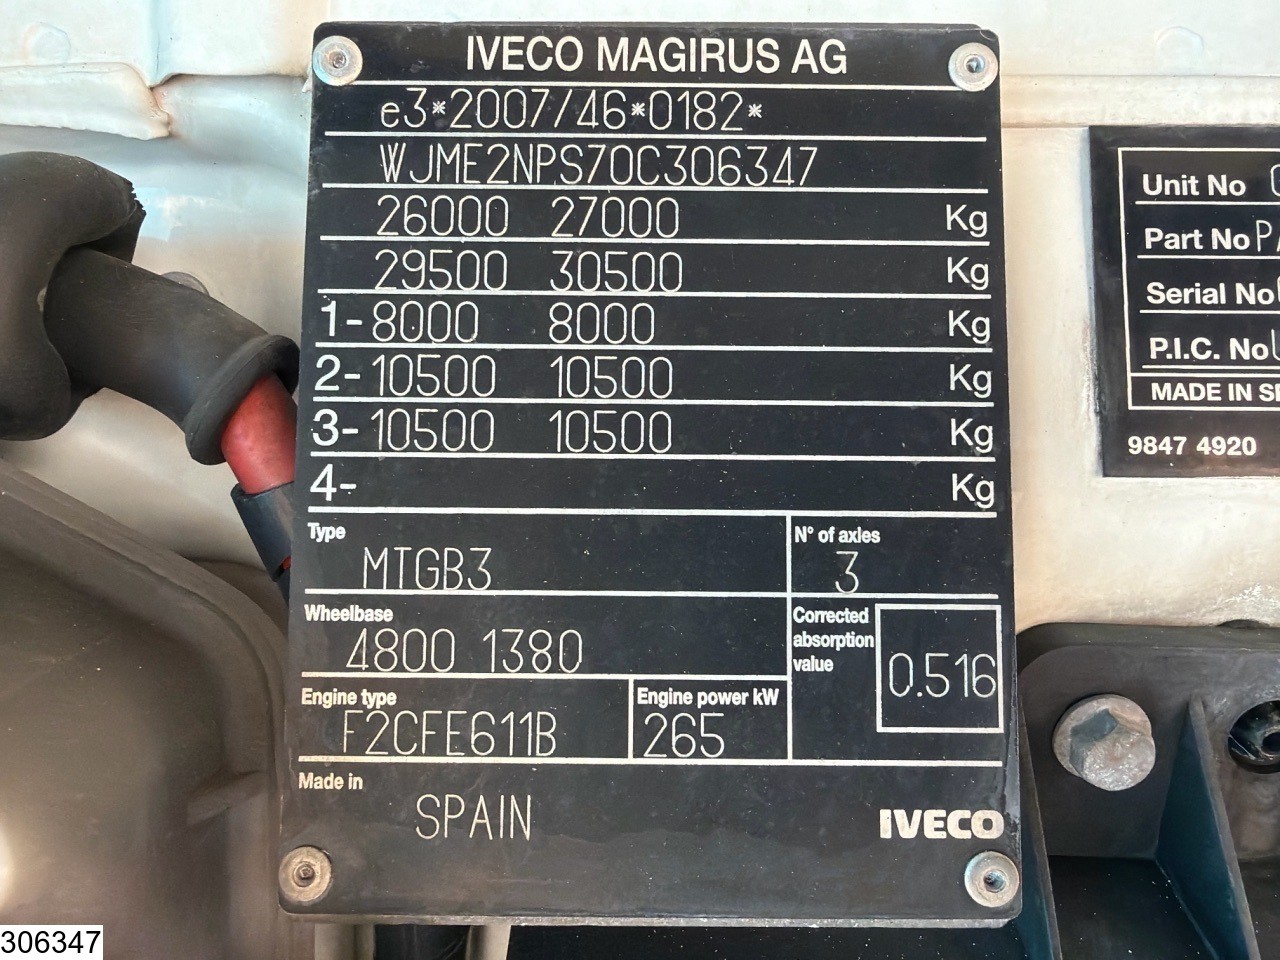 IVECO MAGIRUS AG
e3*2007/46*0182*
WJME2NPS70C306347
26000 27000 Kg
29500 30500 Kg
1- 8000 8000 Kg
2- 10500 10500 Kg
3- 10500 10500 Kg
4- Kg
Type
MTGB3
N° of axles
3
Wheelbase
4800 1380
Corrected
absorption
value
0.516
Engine type
F2CFE611B
Engine power kW
265
Made in
SPAIN
IVECO
Unit No
Part No
Serial No
P.I.C. No
MADE IN
9847 4920
306347